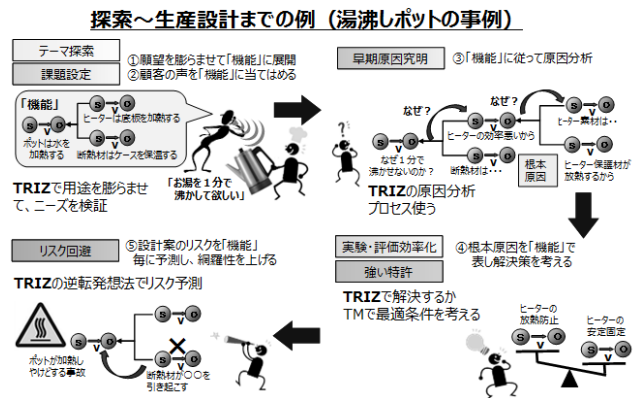 探索～生産設計までの例（湯沸しポットの事例）
テーマ探索
課題設定
①願望を膨らませて「機能」に展開
②顧客の声を「機能」に当てはめる
「機能」
S
V
O
ポットは水を
加熱する
S
V
O
ヒーターは底板を加熱する
S
V
O
断熱材はケースを保温する
TRIZで用途を膨らませ
て、ニーズを検証
「お湯を１分で
沸かして欲しい」
早期原因究明
③「機能」に従って原因分析
なぜ？
なぜ？
S
V
O
なぜ１分で
沸かせないのか？
S
V
O
ヒーターの効率悪いから
S
V
O
断熱材は・・・
S
V
O
ヒータ素材は・・
S
V
O
ヒータ保護材が
放熱するから
根本
原因
TRIZの原因分析
プロセス使う
実験・評価効率化
強い特許
④根本原因を「機能」で
表し解決策を考える
TRIZで解決するか
TMで最適条件を考える
ヒーターの
放熱防止
S
V
O
ヒーターの
安定固定
S
V
O
リスク回避
⑤設計案のリスクを「機能」
毎に予測し、網羅性を上げる
TRIZの逆転発想法でリスク予測
S
V
O
ポットが加熱し
やけどする事故
S
V
O
S
V
O
断熱材が〇〇を
引き起こす